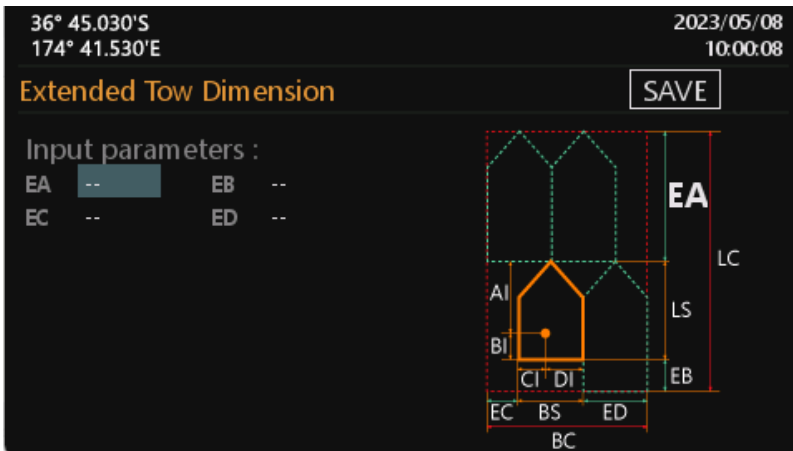 36° 45.030'S
174° 41.530'E
2023/05/08
10:00:08
Extended Tow Dimension
SAVE
Input parameters :
EA -- EB --
EC -- ED --
EA
LC
AI
LS
BI
CI DI
EB
EC BS ED
BC